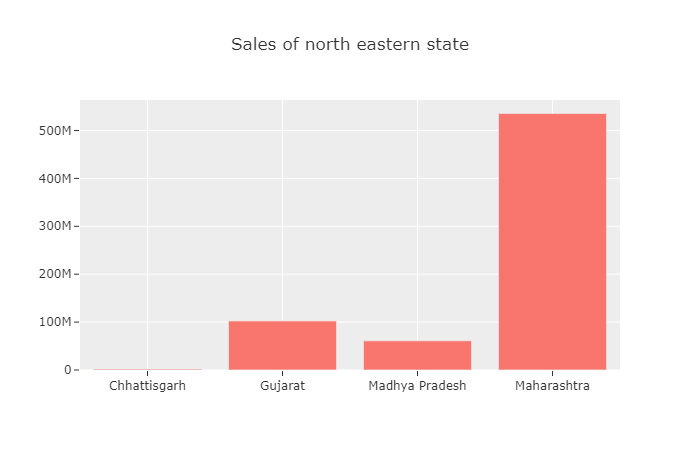 Sales of north eastern state
500M
400M
300M
200M
100M
0
Chhattisgarh Gujarat Madhya Pradesh Maharashtra